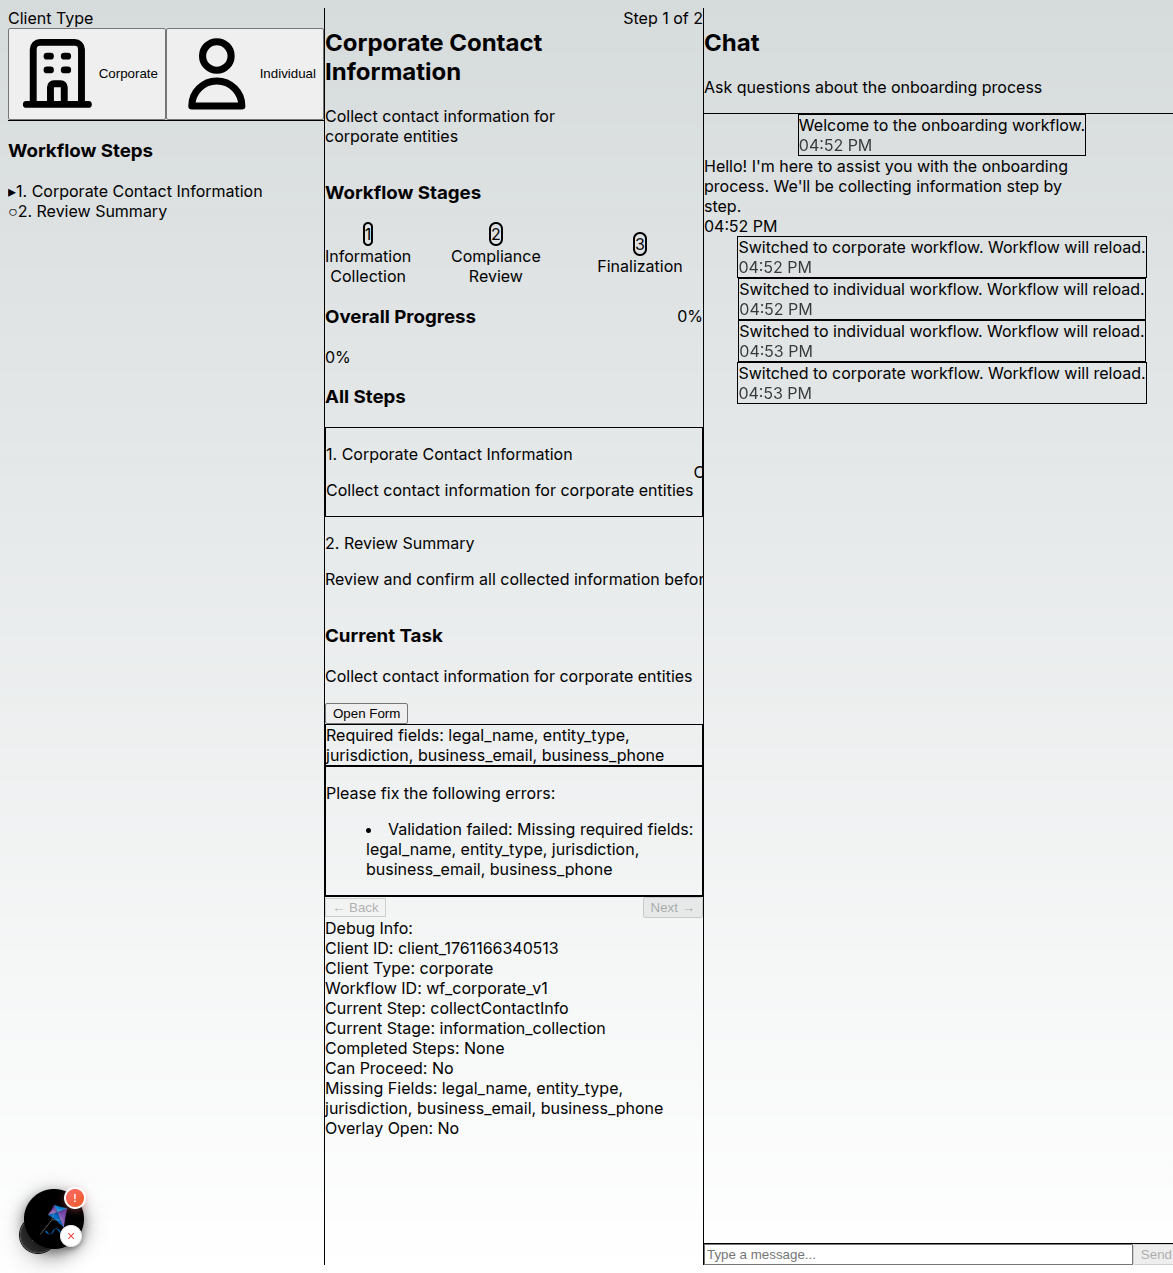 Client Type
Corporate
Individual
Workflow Steps
▸1. Corporate Contact Information
○2. Review Summary
Step 1 of 2
Corporate Contact
Information
Collect contact information for
corporate entities
Workflow Stages
1
Information
Collection
2
Compliance
Review
3
Finalization
Overall Progress
0%
0%
All Steps
1. Corporate Contact Information
Collect contact information for corporate entities
C
2. Review Summary
Review and confirm all collected information befor
Current Task
Collect contact information for corporate entities
Open Form
Required fields: legal_name, entity_type,
jurisdiction, business_email, business_phone
Please fix the following errors:
• Validation failed: Missing required fields:
legal_name, entity_type, jurisdiction,
business_email, business_phone
← Back
Next →
Debug Info:
Client ID: client_1761166340513
Client Type: corporate
Workflow ID: wf_corporate_v1
Current Step: collectContactInfo
Current Stage: information_collection
Completed Steps: None
Can Proceed: No
Missing Fields: legal_name, entity_type,
jurisdiction, business_email, business_phone
Overlay Open: No
Chat
Ask questions about the onboarding process
Welcome to the onboarding workflow.
04:52 PM
Hello! I'm here to assist you with the onboarding
process. We'll be collecting information step by
step.
04:52 PM
Switched to corporate workflow. Workflow will reload.
04:52 PM
Switched to individual workflow. Workflow will reload.
04:52 PM
Switched to individual workflow. Workflow will reload.
04:53 PM
Switched to corporate workflow. Workflow will reload.
04:53 PM
Type a message...
Send
!
×